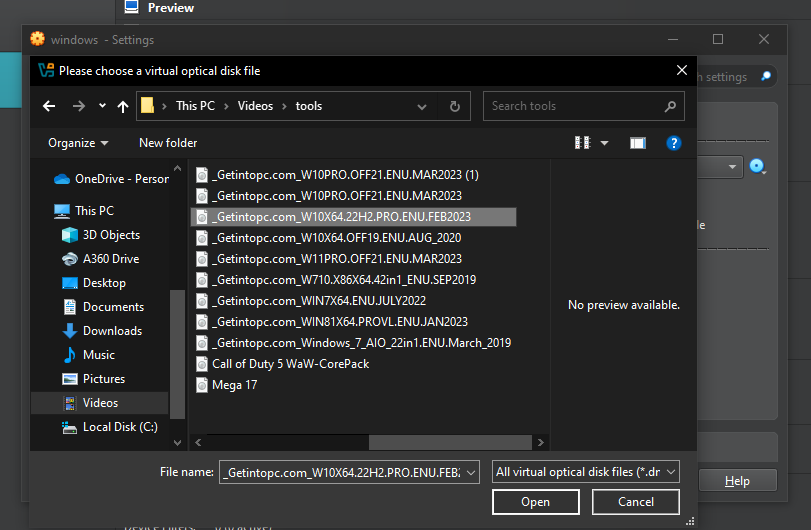 Preview
windows - Settings
Please choose a virtual optical disk file
h settings
This PC
Videos
tools
Search tools
Organize
New folder
OneDrive - Person
This PC
3D Objects
A360 Drive
Desktop
Documents
Downloads
Music
Pictures
Videos
Local Disk (C:)
_Getintopc.com_W10PRO.OFF21.ENU.MAR2023 (1)
_Getintopc.com_W10PRO.OFF21.ENU.MAR2023
_Getintopc.com_W10X64.22H2.PRO.ENU.FEB2023
_Getintopc.com_W10X64.OFF19.ENU.AUG_2020
_Getintopc.com_W11PRO.OFF21.ENU.MAR2023
_Getintopc.com_W710.X86X64.42in1_ENU.SEP2019
_Getintopc.com_WIN7X64.ENU.JULY2022
_Getintopc.com_WIN81X64.PROVL.ENU.JAN2023
_Getintopc.com_Windows_7_AIO_22in1.ENU.March_2019
Call of Duty 5 WaW-CorePack
Mega 17
No preview available.
le
File name:
_Getintopc.com_W10X64.22H2.PRO.ENU.FEB2
All virtual optical disk files (*.dr
Open
Cancel
Help